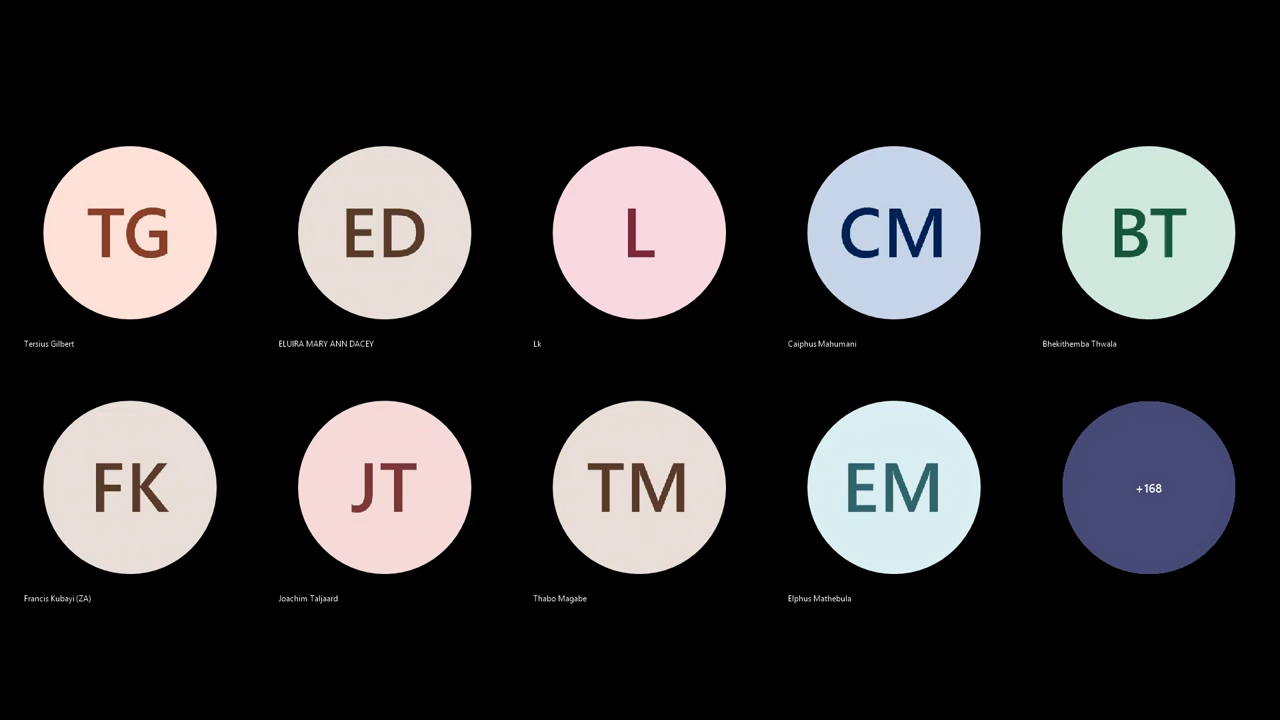 TG
ED
L
CM
BT
Tersius Gilbert
ELUIRA MARY ANN DACEY
Lk
Caiphus Mahumani
Bhekithemba Thwala
FK
JT
TM
EM
+168
Francis Kubayi (ZA)
Joachim Taljaard
Thabo Magabe
Elphus Mathebula